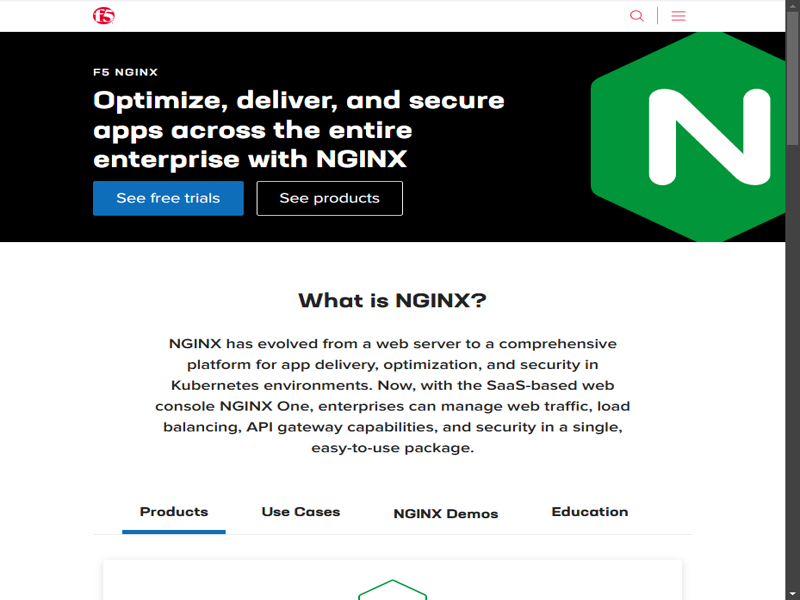 f5
F5 NGINX
Optimize, deliver, and secure
apps across the entire
enterprise with NGINX
See free trials
See products
N
What is NGINX?
NGINX has evolved from a web server to a comprehensive
platform for app delivery, optimization, and security in
Kubernetes environments. Now, with the SaaS-based web
console NGINX One, enterprises can manage web traffic, load
balancing, API gateway capabilities, and security in a single,
easy-to-use package.
Products
Use Cases
NGINX Demos
Education